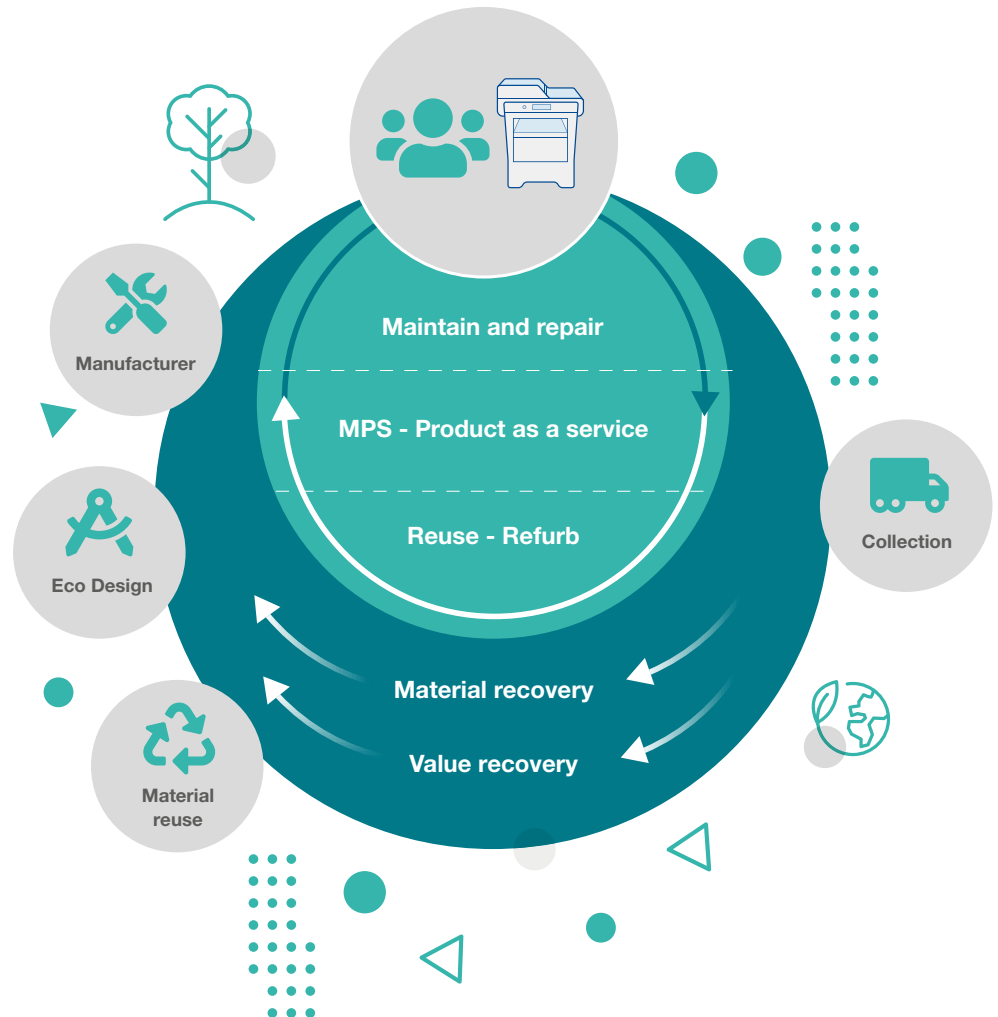 Maintain and repair
Manufacturer
MPS - Product as a service
Reuse - Refurb
Collection
Eco Design
Material recovery
Value recovery
Material
reuse